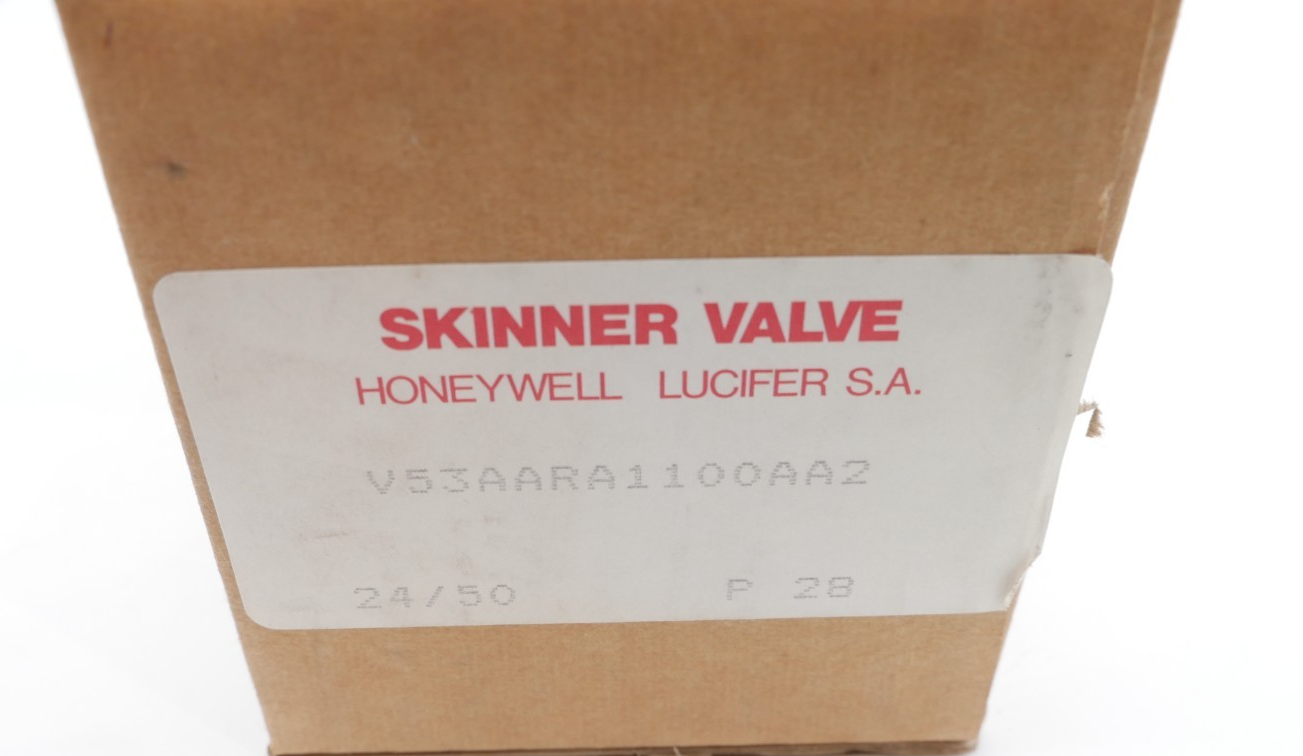 SKINNER VALVE
HONEYWELL LUCIFER S.A.
V53AARA1100AA2
24/50 P 28